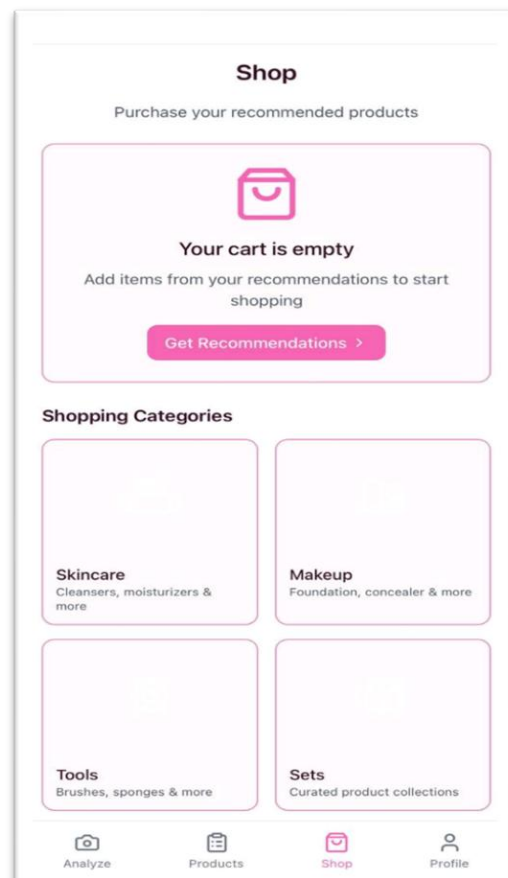 Shop
Purchase your recommended products
Your cart is empty
Add items from your recommendations to start
shopping
Get Recommendations >
Shopping Categories
Skincare
Cleansers, moisturizers &
more
Makeup
Foundation, concealer & more
Tools
Brushes, sponges & more
Sets
Curated product collections
Analyze
Products
Shop
Profile